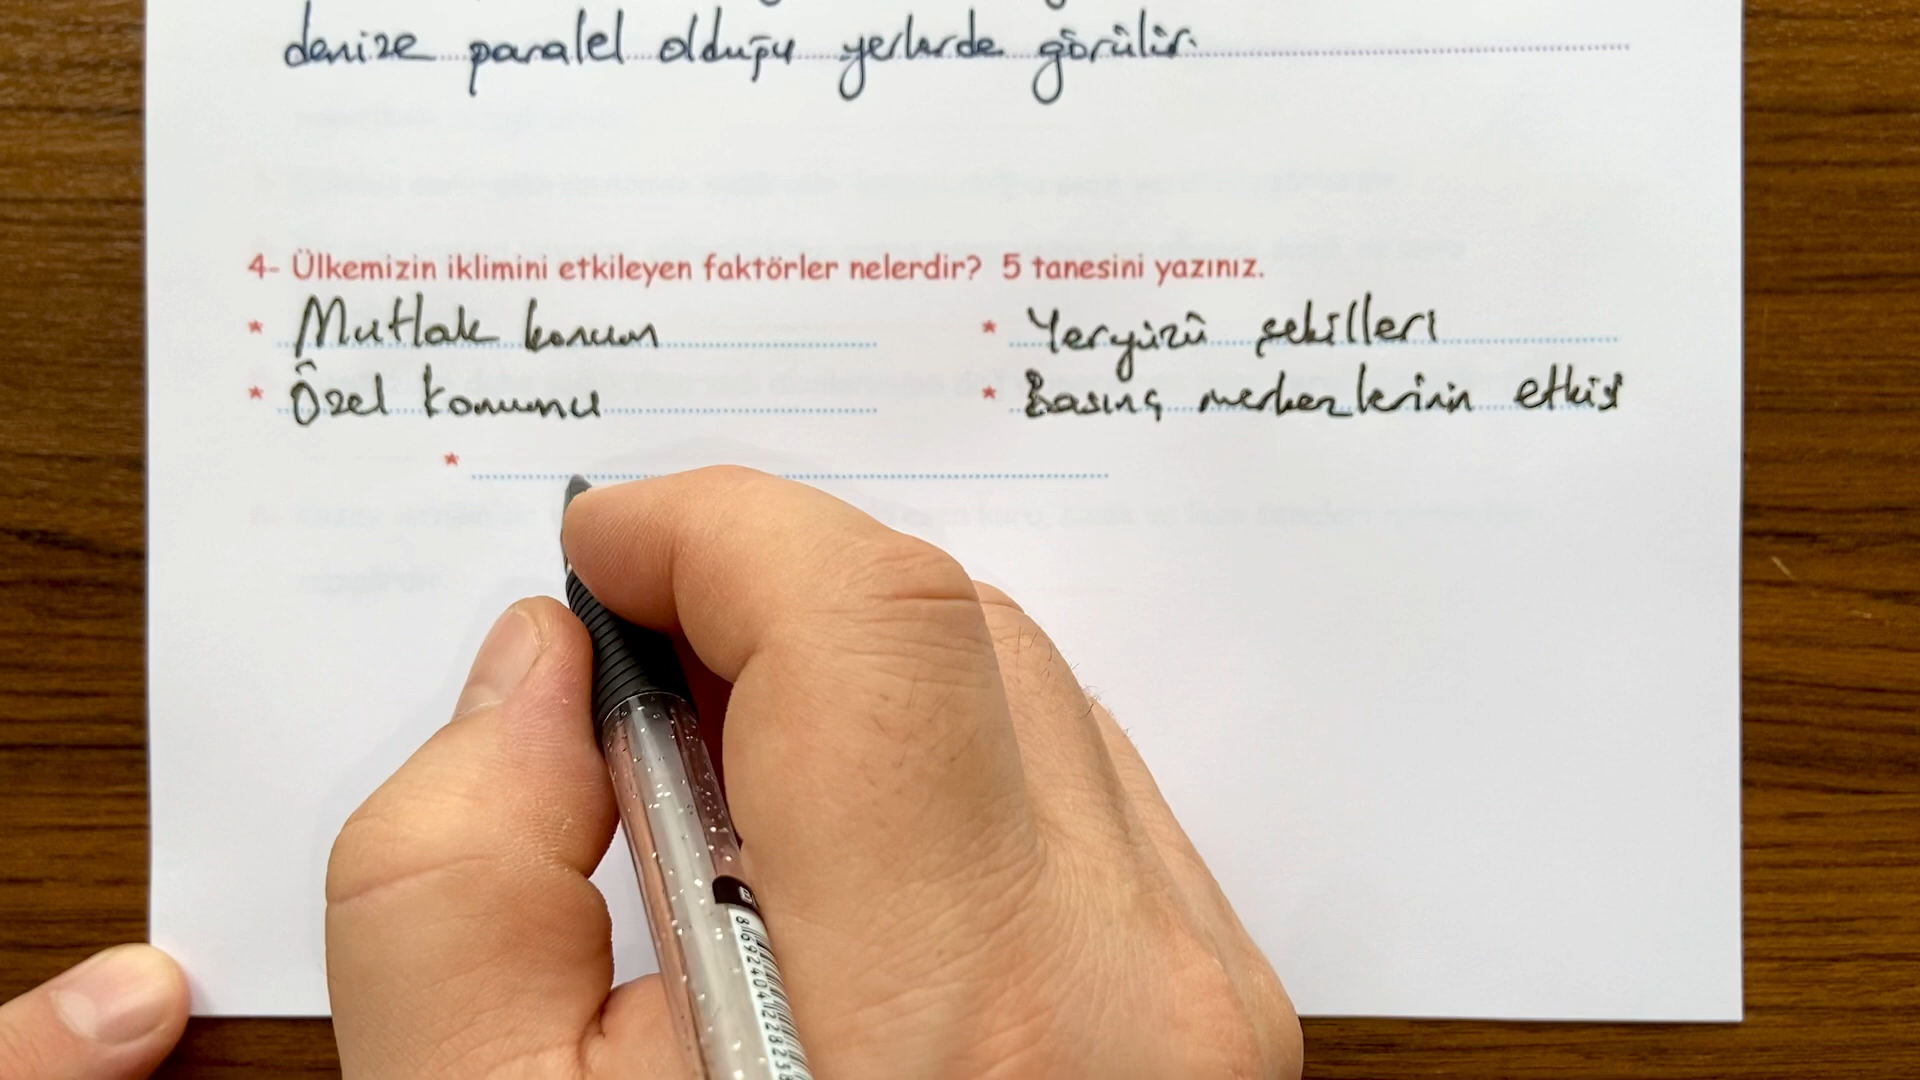 denize paralel olduğu yerlerde görülür.
4- Ülkemizin iklimini etkileyen faktörler nelerdir? 5 tanesini yazınız.
* Mutlak konum
* Yeryüzü şekilleri
* Özel konumu
* Basınç merkezlerinin etkisi
*